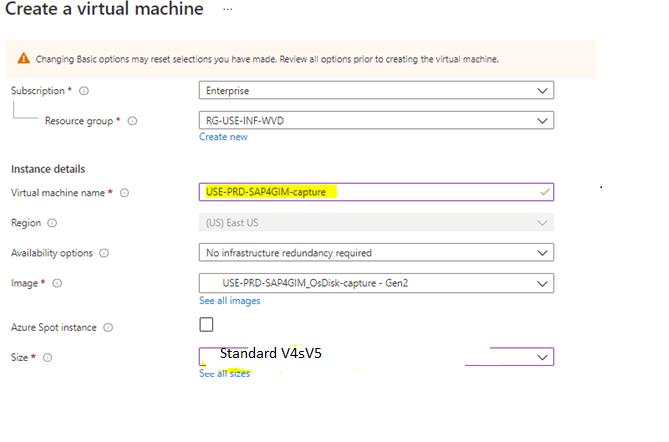 Create a virtual machine ...
Changing Basic options may reset selections you have made. Review all options prior to creating the virtual machine.
Subscription * Enterprise
Resource group * RG-USE-INF-WVD
Create new
Instance details
Virtual machine name * USE-PRD-SAP4GIM-capture
Region (US) East US
Availability options No infrastructure redundancy required
Image * USE-PRD-SAP4GIM_OsDisk-capture - Gen2
See all images
Azure Spot instance
Size * Standard V4sV5
See all sizes